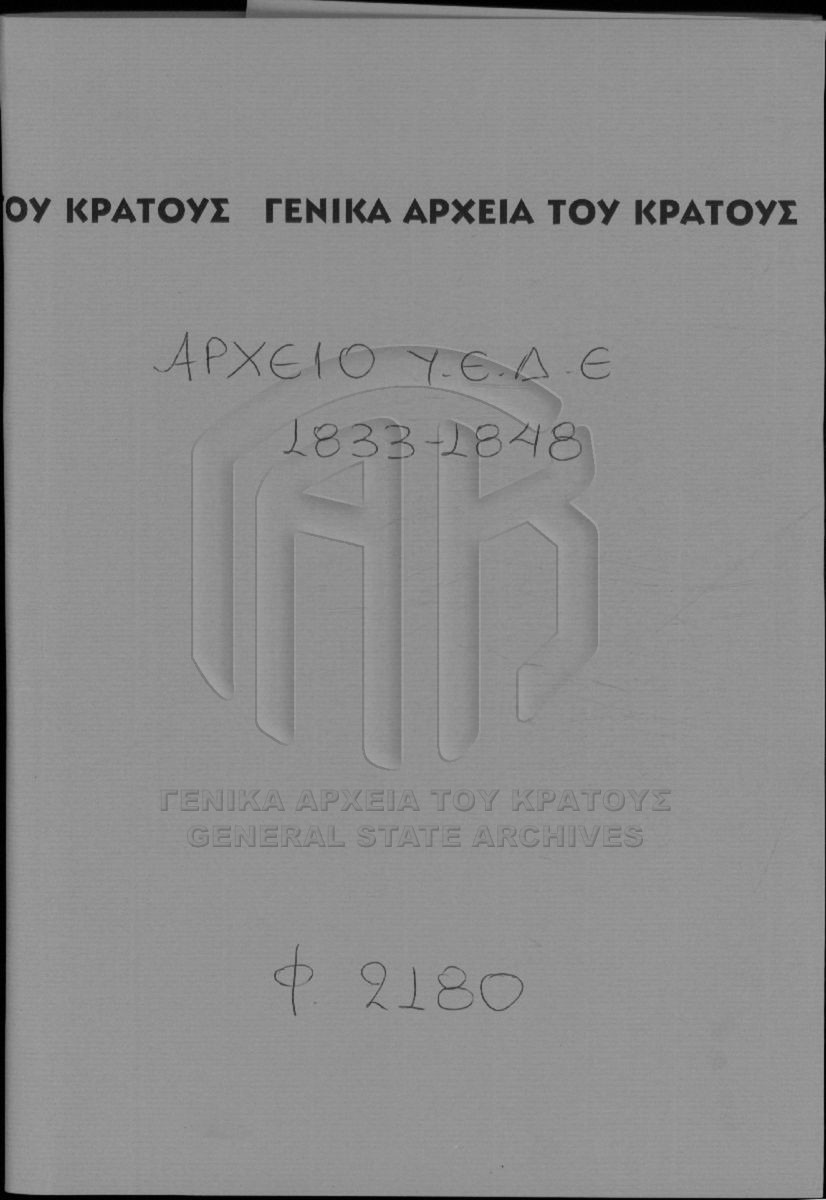 ΟΥ ΚΡΑΤΟΥΣ ΓΕΝΙΚΑ ΑΡΧΕΙΑ ΤΟΥ ΚΡΑΤΟΥΣ
ΑΡΧΕΙΟ Υ.Ε.Δ.Ε
1833-1848
ΓΕΝΙΚΑ ΑΡΧΕΙΑ ΤΟΥ ΚΡΑΤΟΥΣ
GENERAL STATE ARCHIVES
Φ. 2180